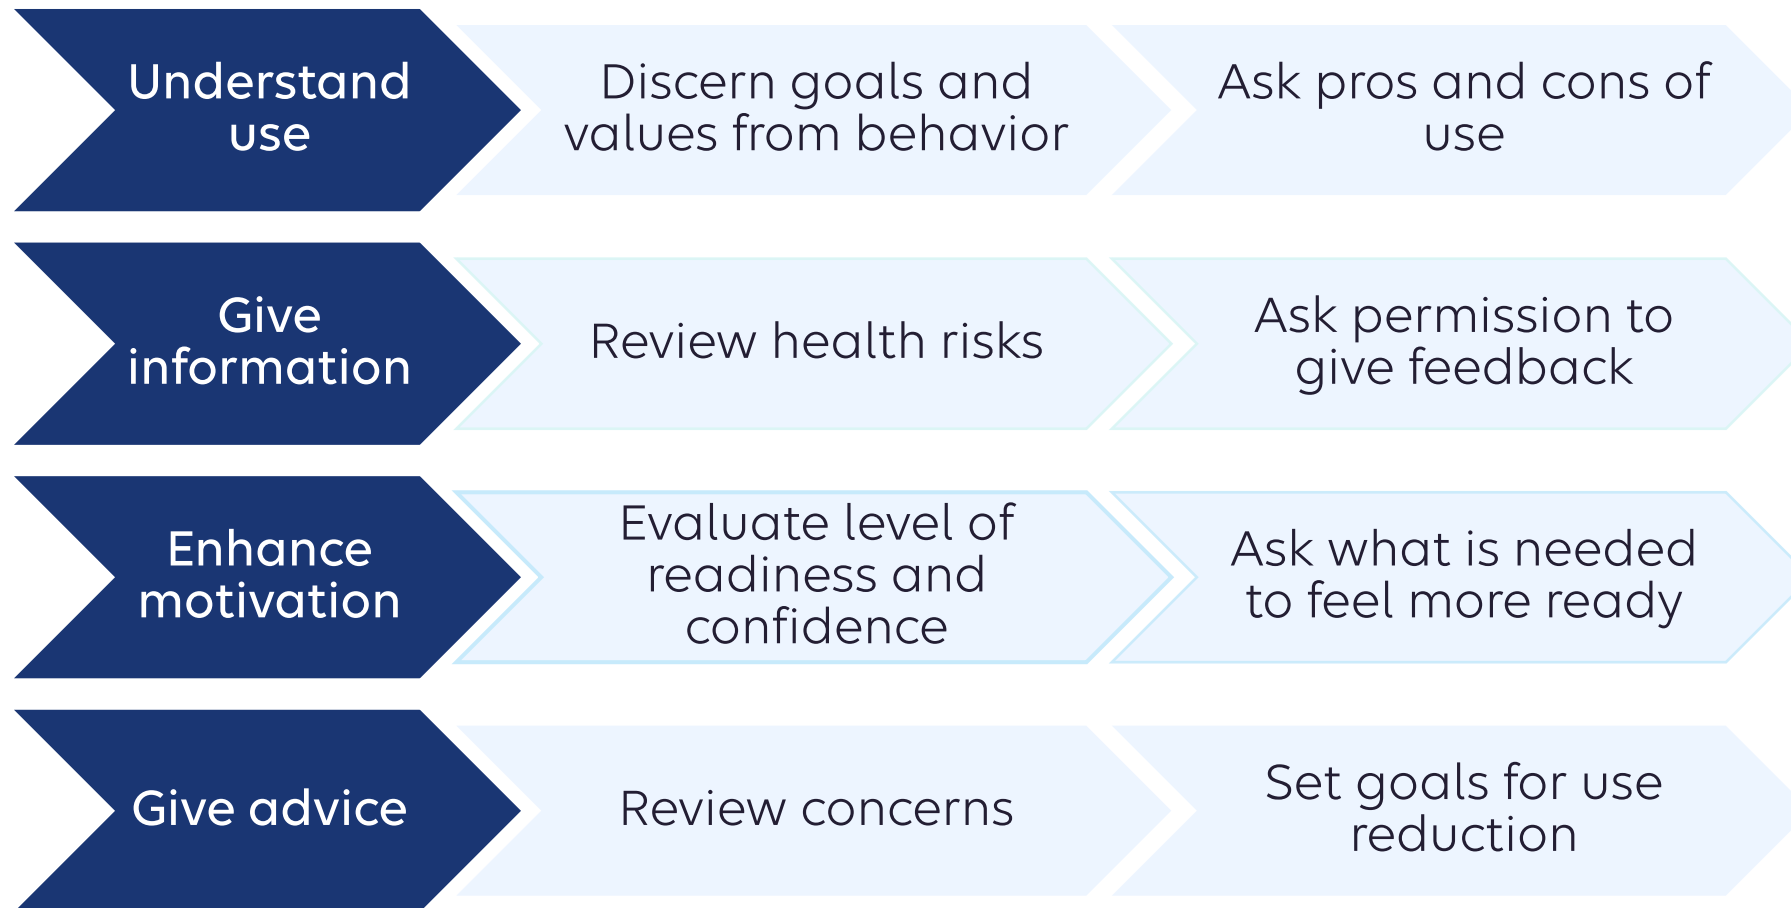 Understand
use
Discern goals and
values from behavior
Ask pros and cons of
use
Give
information
Review health risks
Ask permission to
give feedback
Enhance
motivation
Evaluate level of
readiness and
confidence
Ask what is needed
to feel more ready
Give advice
Review concerns
Set goals for use
reduction